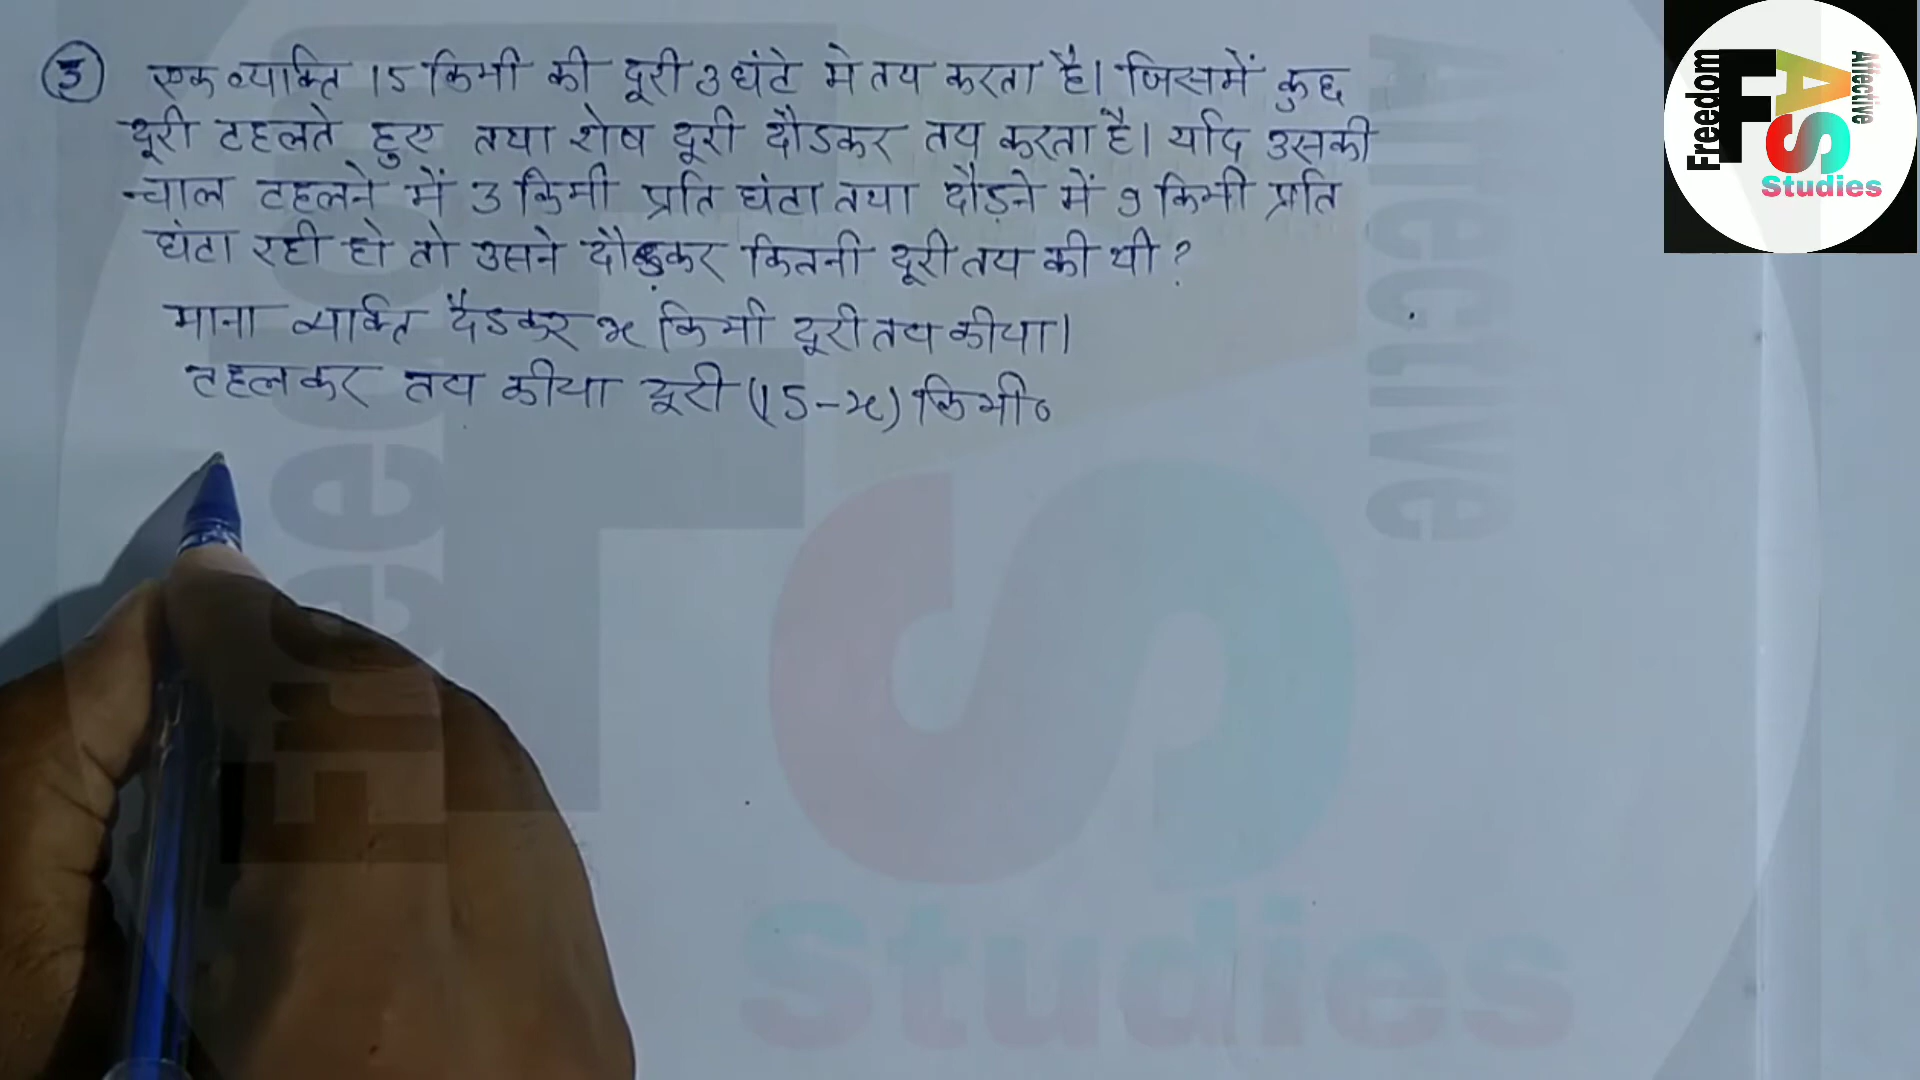 ③ एक व्यक्ति 15 किमी की दूरी 3 घंटे मे तय करता है। जिसमें कुछ
दूरी टहलते हुए तथा शेष दूरी दौडकर तय करता है। यदि उसकी
चाल टहलने में 3 किमी प्रति घंटा तथा दौड़ने में 9 किमी प्रति
घंटा रही हो तो उसने दौड़कर कितनी दूरी तय की थी ?
माना व्यक्ति दैडकर x किमी दूरी तय कीया।
टहलकर तय कीया दूरी (15-x) किमी०
Freedom
F
AS
Affective
Studies
Freedom
F
S
Affective
Studies